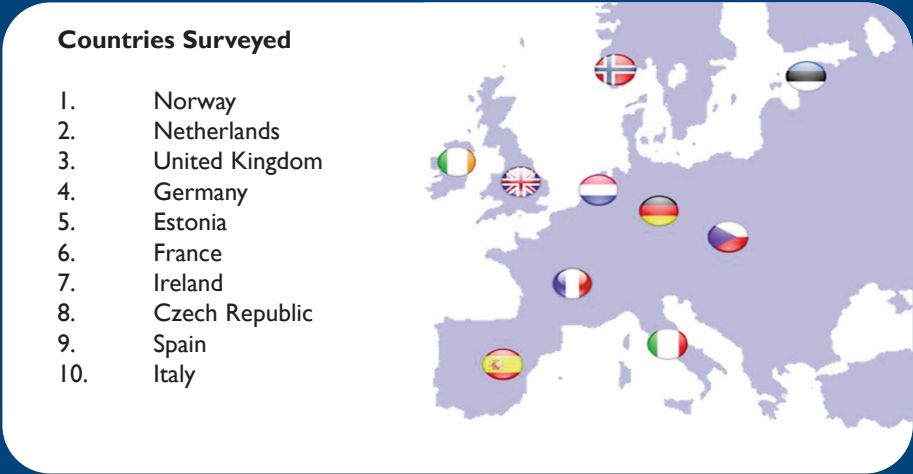 Countries Surveyed
1. Norway
2. Netherlands
3. United Kingdom
4. Germany
5. Estonia
6. France
7. Ireland
8. Czech Republic
9. Spain
10. Italy